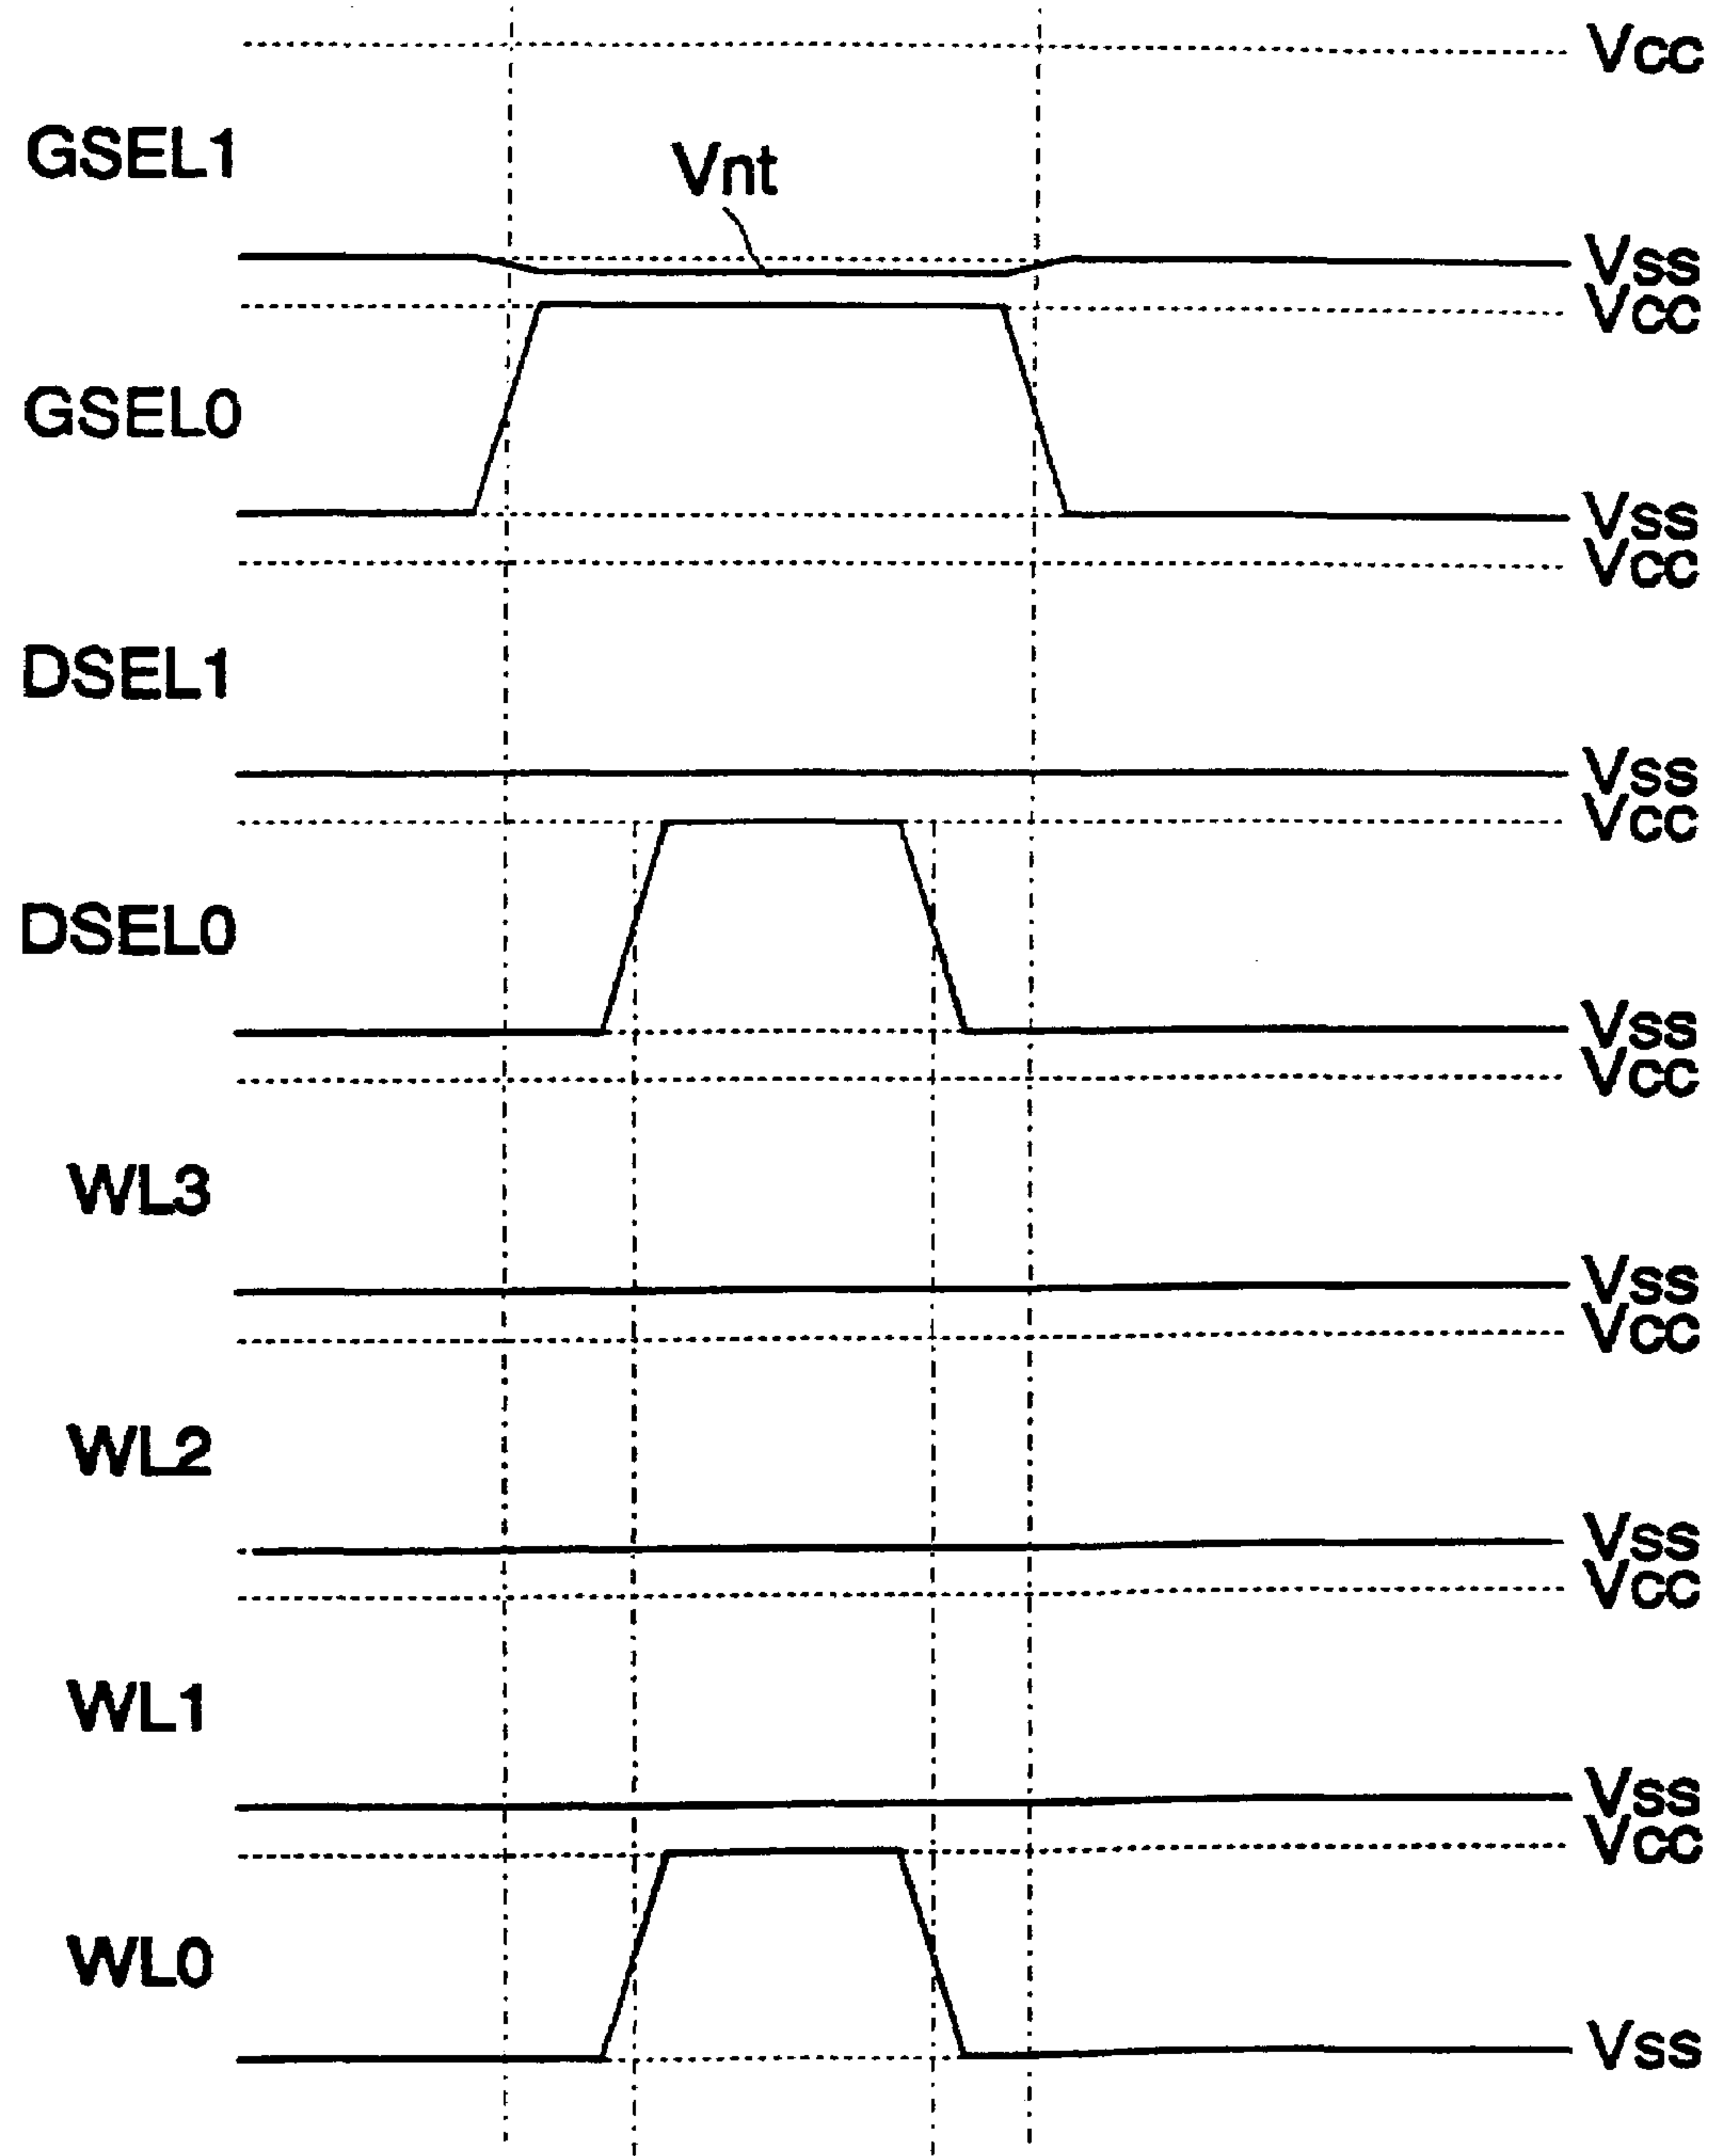 Vcc
GSEL1
Vnt
Vss
Vcc
GSEL0
Vss
Vcc
DSEL1
Vss
Vcc
DSEL0
Vss
Vcc
WL3
Vss
Vcc
WL2
Vss
Vcc
WL1
Vss
Vcc
WL0
Vss